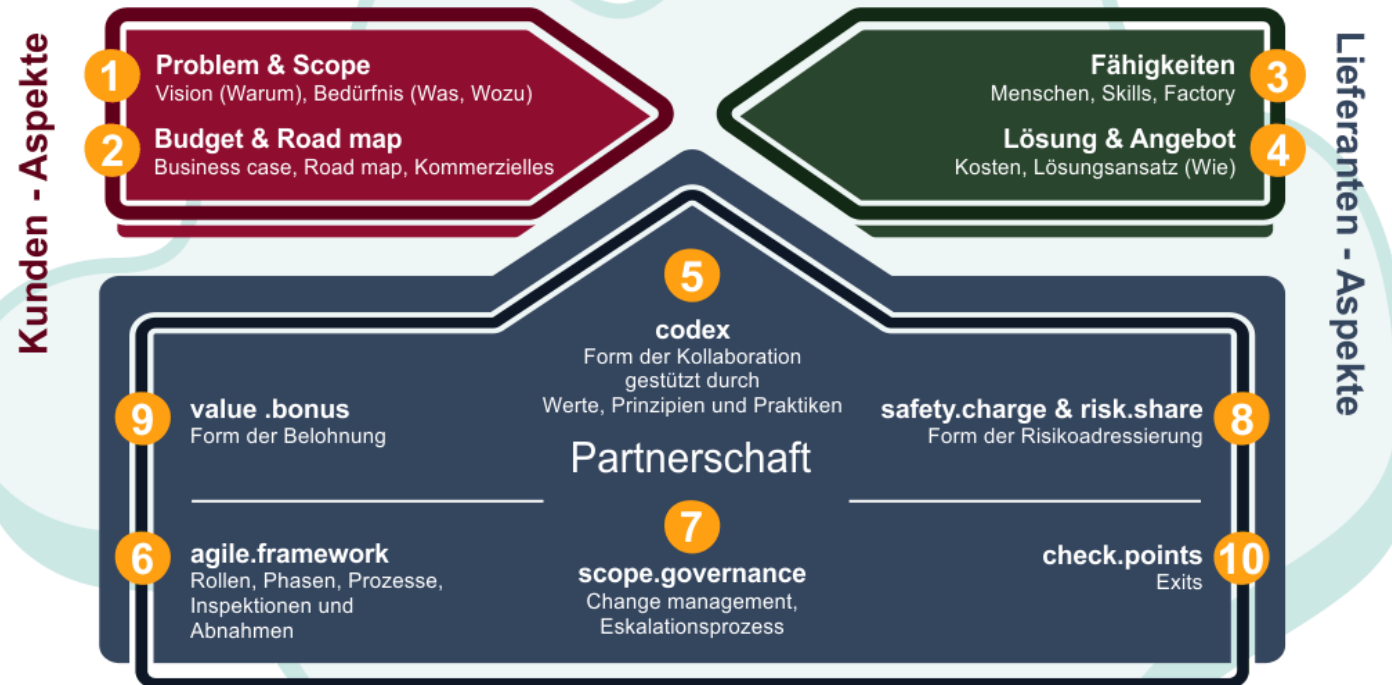 Kunden - Aspekte
1
Problem & Scope
Vision (Warum), Bedürfnis (Was, Wozu)
2
Budget & Road map
Business case, Road map, Kommerzielles
Lieferanten - Aspekte
3
Fähigkeiten
Menschen, Skills, Factory
4
Lösung & Angebot
Kosten, Lösungsansatz (Wie)
5
codex
Form der Kollaboration
gestützt durch
Werte, Prinzipien und Praktiken
Partnerschaft
9
value .bonus
Form der Belohnung
safety.charge & risk.share
8
Form der Risikoadressierung
6
agile.framework
Rollen, Phasen, Prozesse,
Inspektionen und
Abnahmen
7
scope.governance
Change management,
Eskalationsprozess
check.points
10
Exits